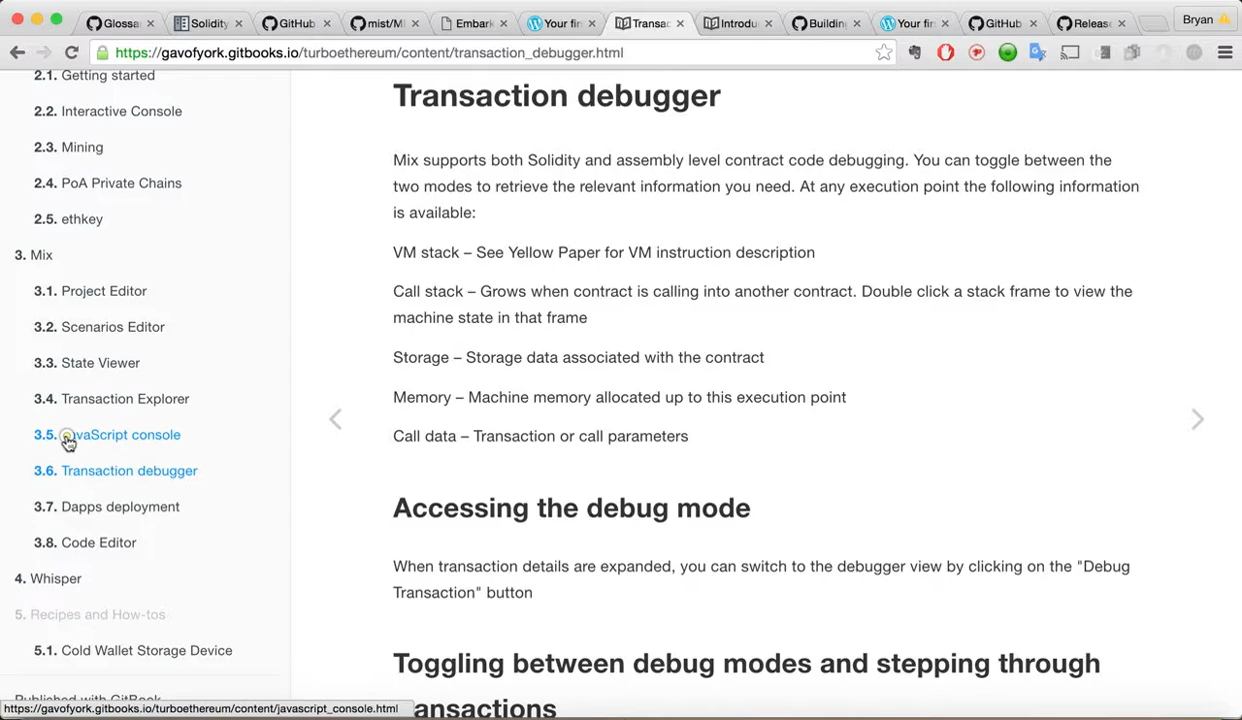 Glossa
Solidity
GitHub
mist/MI
Embark
Your fir
Transac
Introdu
Building
Your fir
GitHub
Releas
Bryan
https://gavofyork.gitbooks.io/turboethereum/content/transaction_debugger.html
2.1. Getting started
2.2. Interactive Console
2.3. Mining
2.4. PoA Private Chains
2.5. ethkey
3. Mix
3.1. Project Editor
3.2. Scenarios Editor
3.3. State Viewer
3.4. Transaction Explorer
3.5. JavaScript console
3.6. Transaction debugger
3.7. Dapps deployment
3.8. Code Editor
4. Whisper
5. Recipes and How-tos
5.1. Cold Wallet Storage Device
Published with GitBook
https://gavofyork.gitbooks.io/turboethereum/content/javascript_console.html
Transaction debugger
Mix supports both Solidity and assembly level contract code debugging. You can toggle between the
two modes to retrieve the relevant information you need. At any execution point the following information
is available:
VM stack – See Yellow Paper for VM instruction description
Call stack – Grows when contract is calling into another contract. Double click a stack frame to view the
machine state in that frame
Storage – Storage data associated with the contract
Memory – Machine memory allocated up to this execution point
Call data – Transaction or call parameters
Accessing the debug mode
When transaction details are expanded, you can switch to the debugger view by clicking on the "Debug
Transaction" button
Toggling between debug modes and stepping through
ansactions